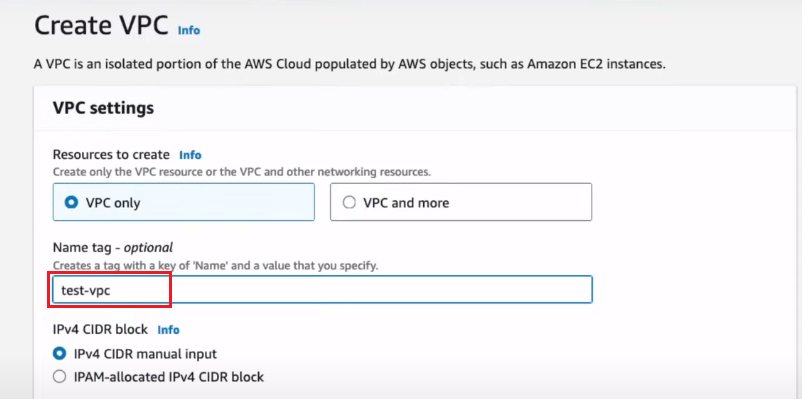 Create VPC Info
A VPC is an isolated portion of the AWS Cloud populated by AWS objects, such as Amazon EC2 instances.
VPC settings
Resources to create Info
Create only the VPC resource or the VPC and other networking resources.
VPC only
VPC and more
Name tag - optional
Creates a tag with a key of 'Name' and a value that you specify.
test-vpc
IPv4 CIDR block Info
IPv4 CIDR manual input
IPAM-allocated IPv4 CIDR block